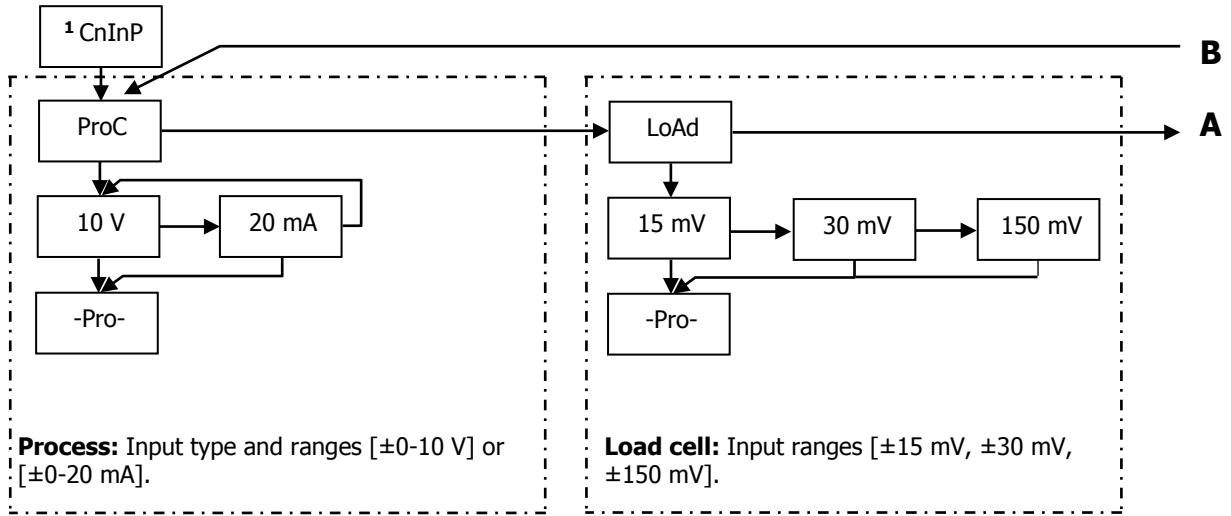 ¹ CnInP
B
ProC
LoAd
A
10 V
20 mA
15 mV
30 mV
150 mV
-Pro-
-Pro-
Process: Input type and ranges [±0-10 V] or
[±0-20 mA].
Load cell: Input ranges [±15 mV, ±30 mV,
±150 mV].